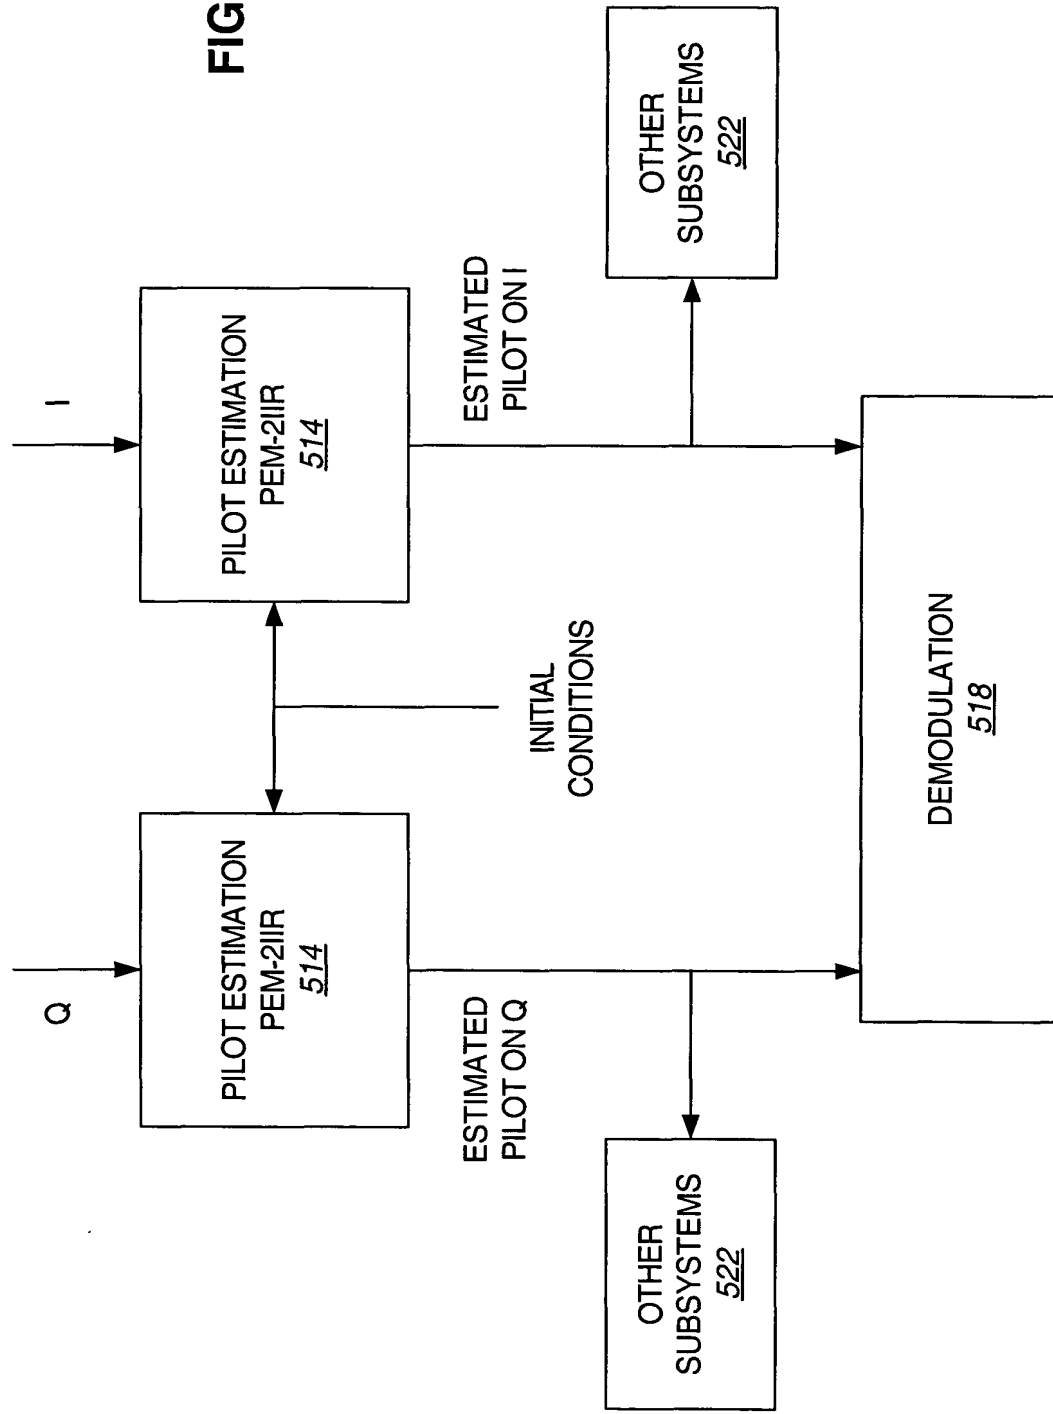 FIG
Q
I
PILOT ESTIMATION
PEM-2IIR
514
PILOT ESTIMATION
PEM-2IIR
514
INITIAL
CONDITIONS
ESTIMATED
PILOT ON Q
ESTIMATED
PILOT ON I
OTHER
SUBSYSTEMS
522
OTHER
SUBSYSTEMS
522
DEMODULATION
518